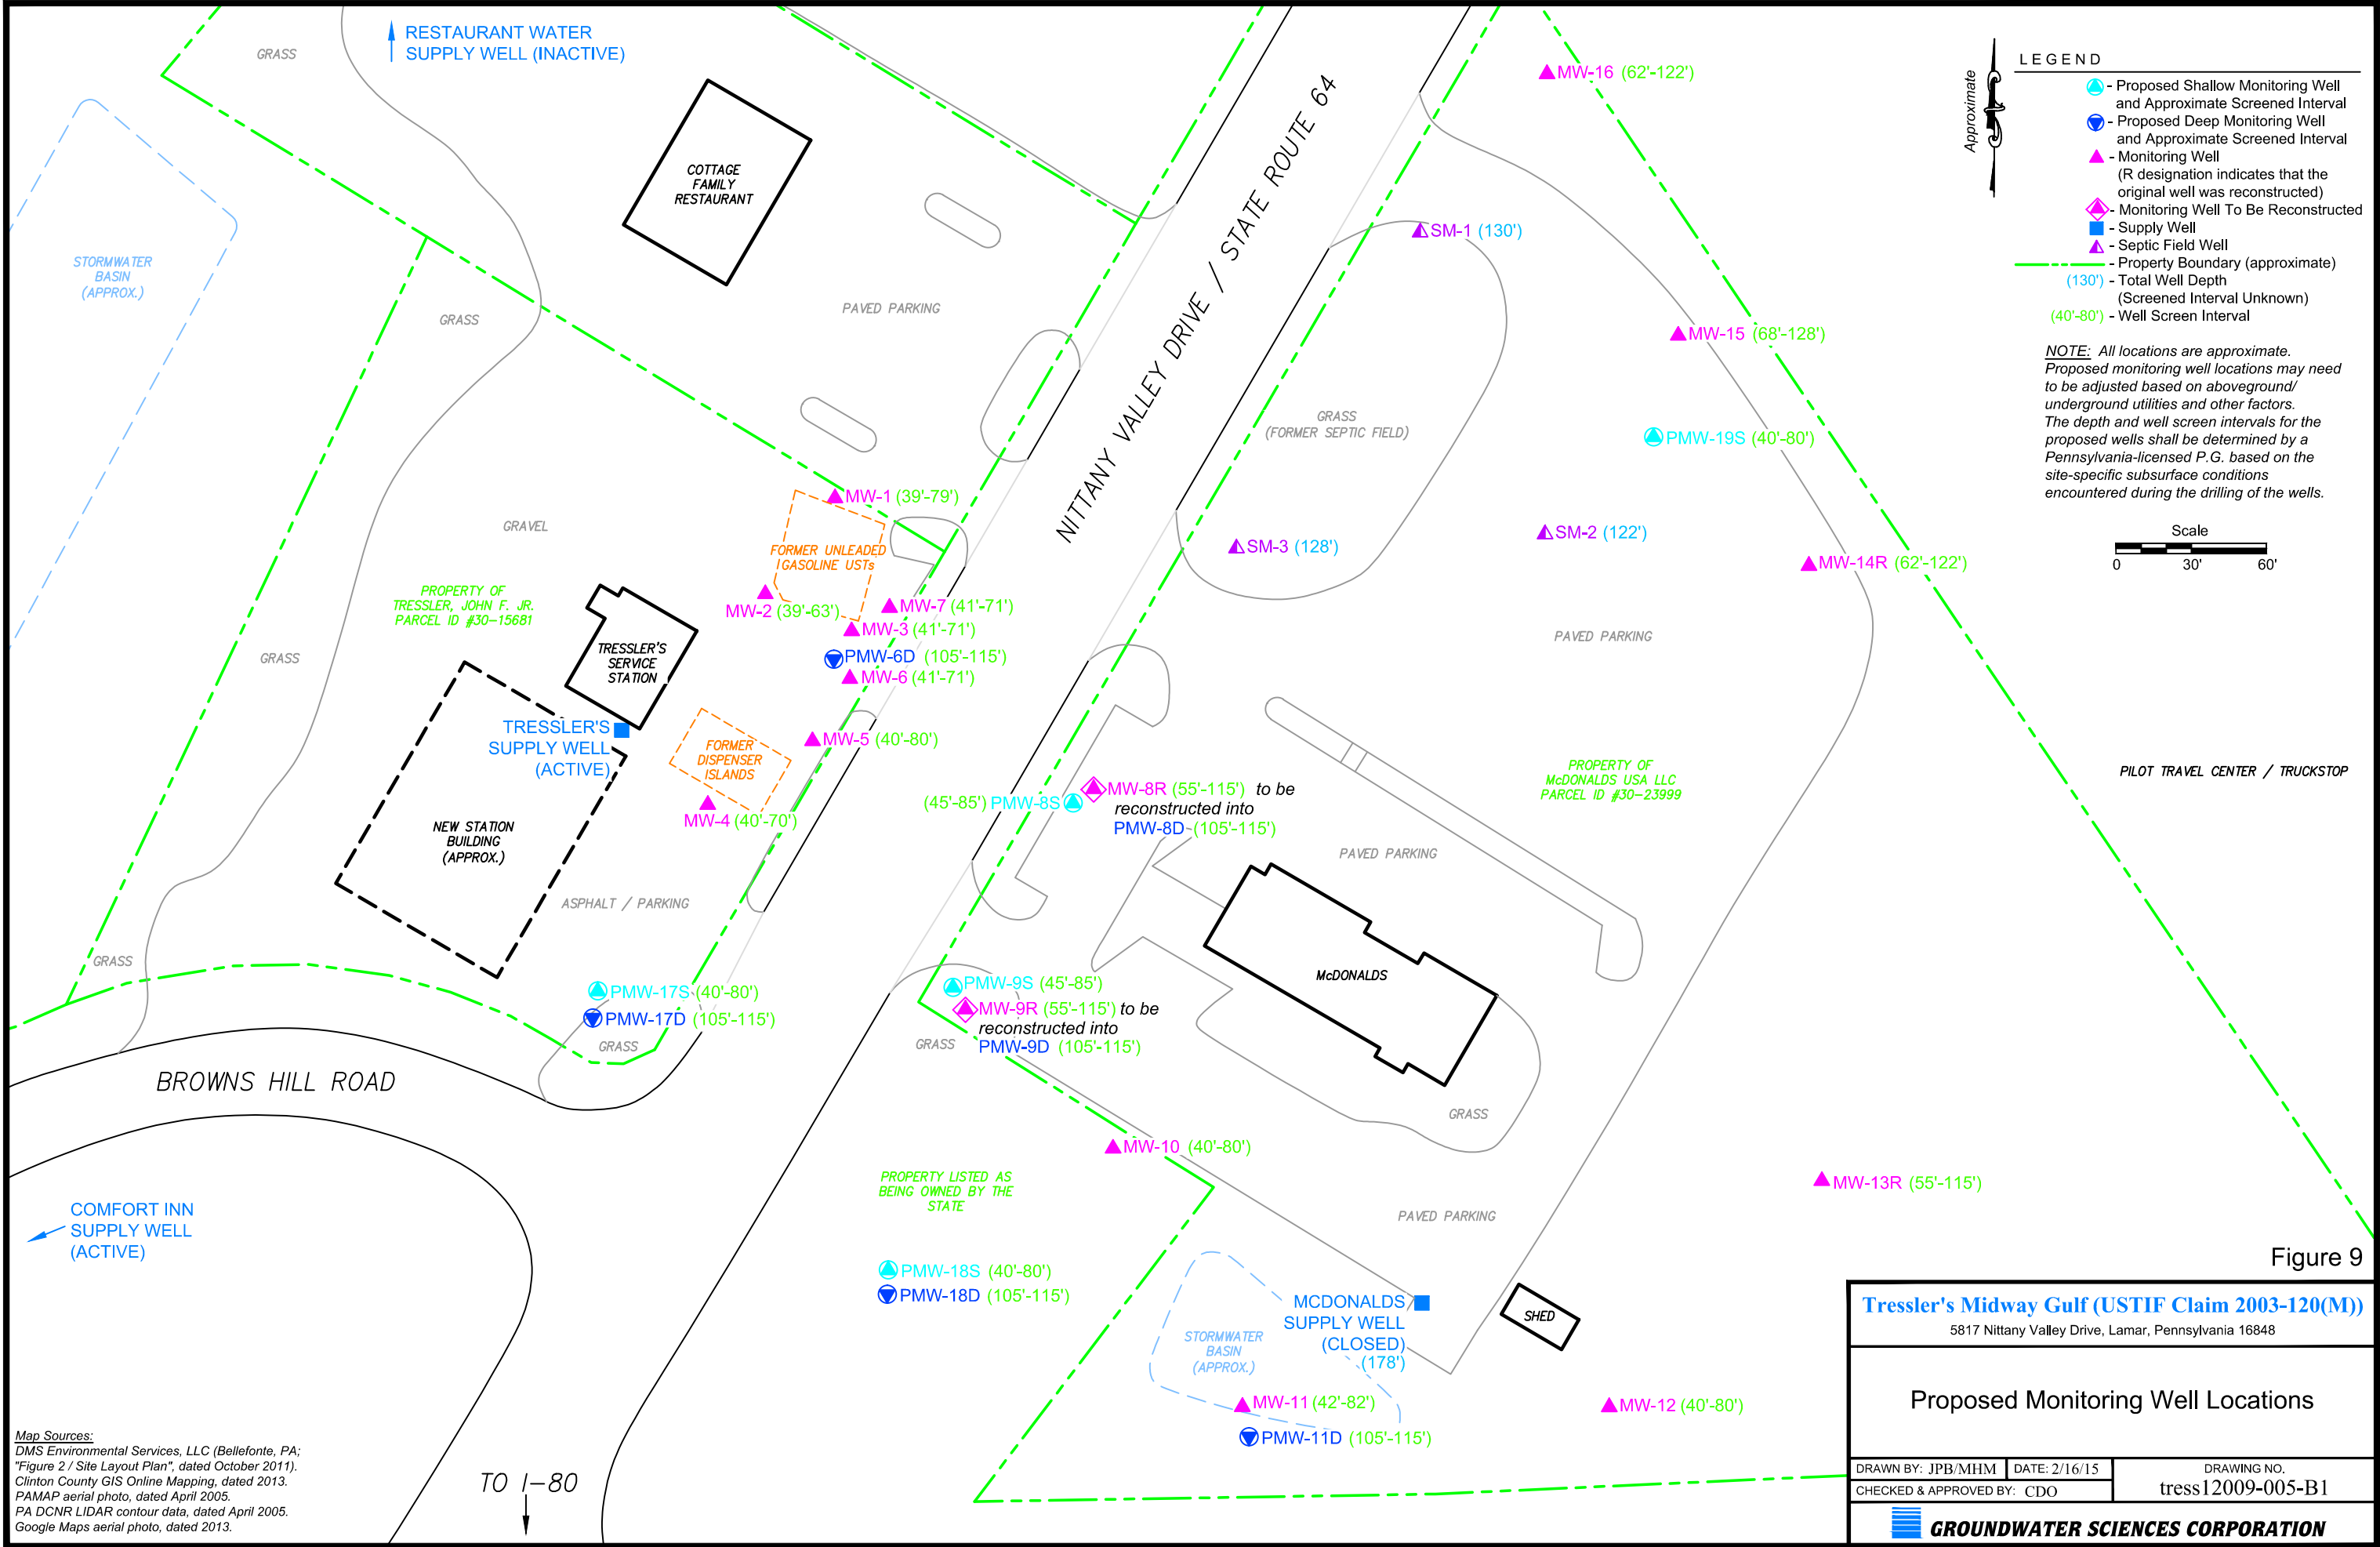 RESTAURANT WATER
SUPPLY WELL (INACTIVE)
GRASS
COTTAGE
FAMILY
RESTAURANT
STORMWATER
BASIN
(APPROX.)
GRASS
PAVED PARKING
NITTANY VALLEY DRIVE / STATE ROUTE 64
MW-16 (62'-122')
SM-1 (130')
MW-15 (68'-128')
GRASS
(FORMER SEPTIC FIELD)
PMW-19S (40'-80')
SM-3 (128')
SM-2 (122')
MW-14R (62'-122')
PAVED PARKING
MW-1 (39'-79')
GRAVEL
FORMER UNLEADED
GASOLINE USTs
PROPERTY OF
TRESSLER, JOHN F. JR.
PARCEL ID #30-15681
MW-2 (39'-63')
MW-7 (41'-71')
MW-3 (41'-71')
PMW-6D (105'-115')
MW-6 (41'-71')
GRASS
TRESSLER'S
SERVICE
STATION
TRESSLER'S
SUPPLY WELL
(ACTIVE)
FORMER
DISPENSER
ISLANDS
MW-5 (40'-80')
MW-4 (40'-70')
NEW STATION
BUILDING
(APPROX.)
ASPHALT / PARKING
GRASS
MW-8R (55'-115') to be
reconstructed into
PMW-8D (105'-115')
(45'-85') PMW-8S
PROPERTY OF
McDONALDS USA LLC
PARCEL ID #30-23999
PILOT TRAVEL CENTER / TRUCKSTOP
PAVED PARKING
McDONALDS
PMW-17S (40'-80')
PMW-17D (105'-115')
GRASS
PMW-9S (45'-85')
MW-9R (55'-115') to be
reconstructed into
PMW-9D (105'-115')
GRASS
BROWNS HILL ROAD
GRASS
MW-10 (40'-80')
PROPERTY LISTED AS
BEING OWNED BY THE
STATE
MW-13R (55'-115')
PAVED PARKING
COMFORT INN
SUPPLY WELL
(ACTIVE)
PMW-18S (40'-80')
PMW-18D (105'-115')
MCDONALDS
SUPPLY WELL
(CLOSED)
(178')
STORMWATER
BASIN
(APPROX.)
SHED
MW-11 (42'-82')
PMW-11D (105'-115')
MW-12 (40'-80')
TO I-80
Map Sources:
DMS Environmental Services, LLC (Bellefonte, PA;
"Figure 2 / Site Layout Plan", dated October 2011).
Clinton County GIS Online Mapping, dated 2013.
PAMAP aerial photo, dated April 2005.
PA DCNR LIDAR contour data, dated April 2005.
Google Maps aerial photo, dated 2013.
Approximate
LEGEND
- Proposed Shallow Monitoring Well
and Approximate Screened Interval
- Proposed Deep Monitoring Well
and Approximate Screened Interval
- Monitoring Well
(R designation indicates that the
original well was reconstructed)
- Monitoring Well To Be Reconstructed
- Supply Well
- Septic Field Well
- Property Boundary (approximate)
(130') - Total Well Depth
(Screened Interval Unknown)
(40'-80') - Well Screen Interval
NOTE: All locations are approximate.
Proposed monitoring well locations may need
to be adjusted based on aboveground/
underground utilities and other factors.
The depth and well screen intervals for the
proposed wells shall be determined by a
Pennsylvania-licensed P.G. based on the
site-specific subsurface conditions
encountered during the drilling of the wells.
Scale
0 30' 60'
Figure 9
Tressler's Midway Gulf (USTIF Claim 2003-120(M))
5817 Nittany Valley Drive, Lamar, Pennsylvania 16848
Proposed Monitoring Well Locations
DRAWN BY: JPB/MHM DATE: 2/16/15
CHECKED & APPROVED BY: CDO
DRAWING NO.
tress12009-005-B1
GROUNDWATER SCIENCES CORPORATION